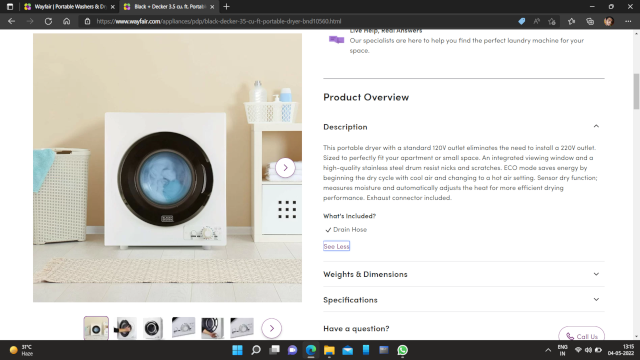 Wayfair | Portable Washers & Dr
Black + Decker 3.5 cu. ft. Portab
https://www.wayfair.com/appliances/pdp/black-decker-35-cu-ft-portable-dryer-bnd10560.html
Live Help, Real Answers
Our specialists are here to help you find the perfect laundry machine for your
space.
Product Overview
Description
This portable dryer with a standard 120V outlet eliminates the need to install a 220V outlet.
Sized to perfectly fit your apartment or small space. An integrated viewing window and a
high-quality stainless steel drum resist nicks and scratches. ECO mode saves energy by
beginning the dry cycle with cool air and changing to a hot air setting. Sensor dry function;
measures moisture and automatically adjusts the heat for more efficient drying
performance. Exhaust connector included.
What's Included?
Drain Hose
See Less
Weights & Dimensions
Specifications
Have a question?
Call Us
31°C
Haze
ENG
IN
13:15
04-05-2022